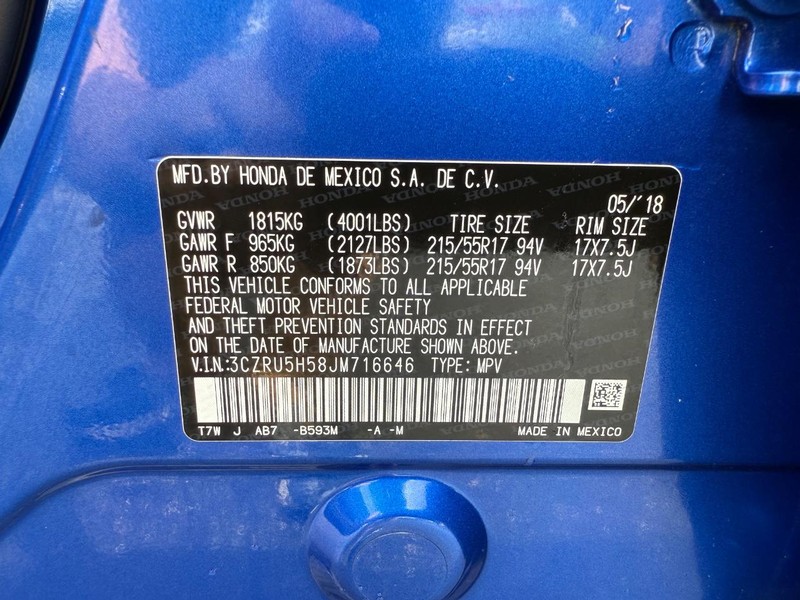 MFD.BY HONDA DE MEXICO S.A. DE C.V.
05/'18
GVWR 1815KG (4001LBS) TIRE SIZE RIM SIZE
GAWR F 965KG (2127LBS) 215/55R17 94V 17X7.5J
GAWR R 850KG (1873LBS) 215/55R17 94V 17X7.5J
THIS VEHICLE CONFORMS TO ALL APPLICABLE
FEDERAL MOTOR VEHICLE SAFETY
AND THEFT PREVENTION STANDARDS IN EFFECT
ON THE DATE OF MANUFACTURE SHOWN ABOVE.
V.I.N.:3CZRU5H58JM716646 TYPE: MPV
T7W J AB7 -B593M -A -M MADE IN MEXICO